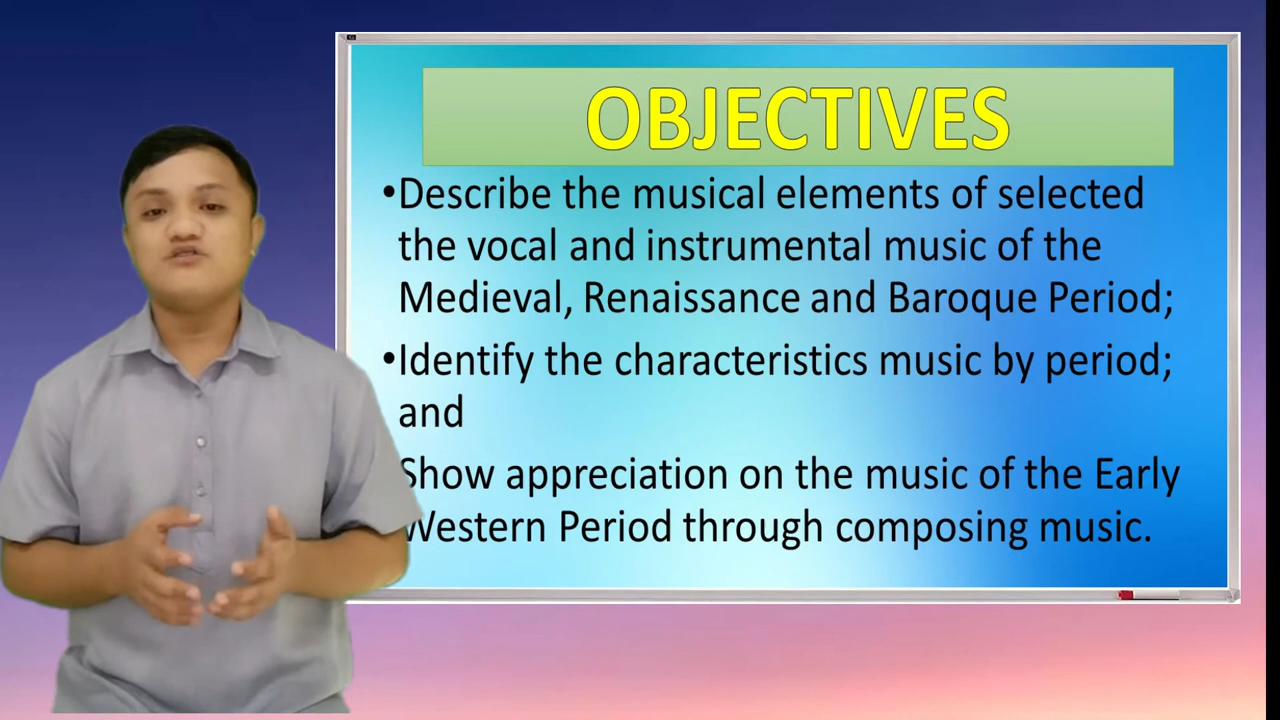 OBJECTIVES
•Describe the musical elements of selected
the vocal and instrumental music of the
Medieval, Renaissance and Baroque Period;
•Identify the characteristics music by period;
and
Show appreciation on the music of the Early
Western Period through composing music.